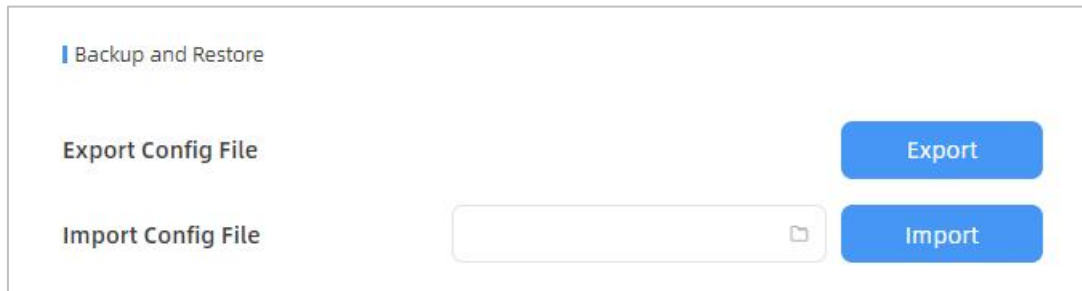 Backup and Restore
Export Config File Export
Import Config File Import